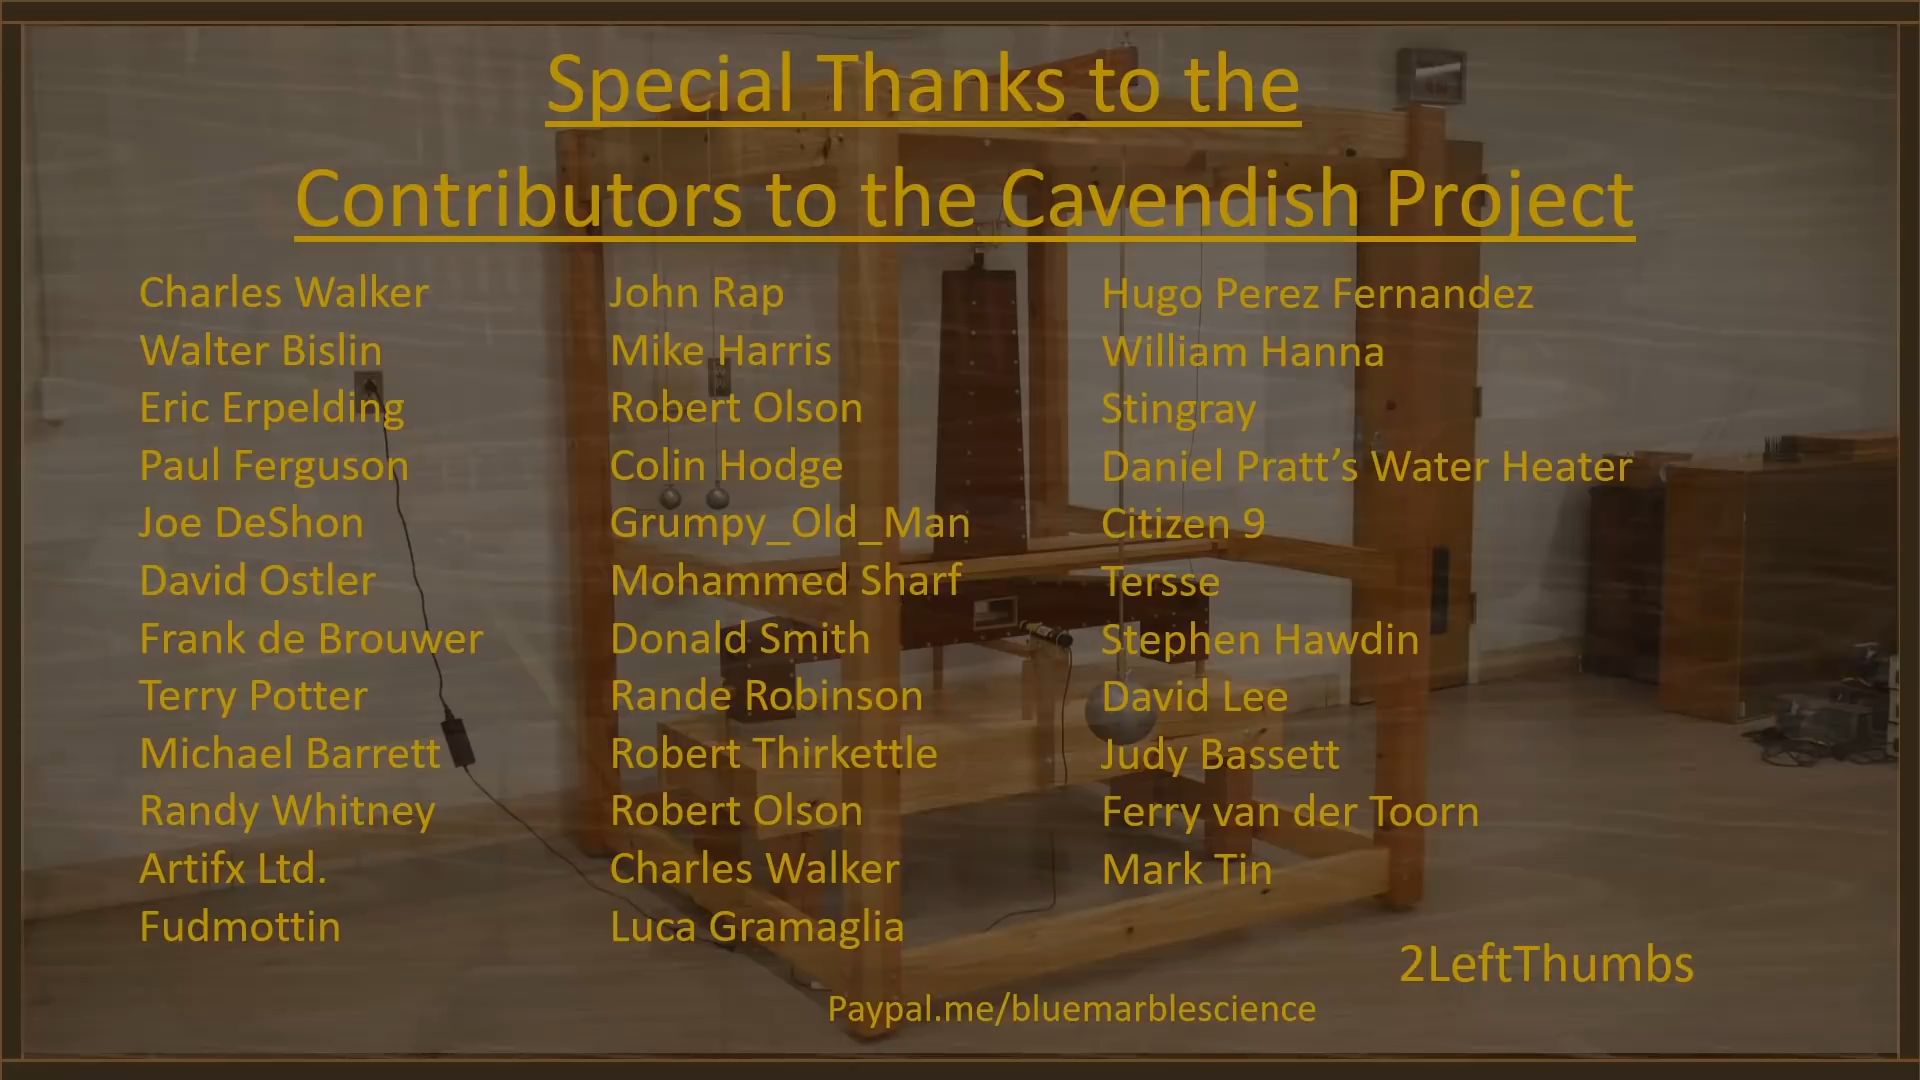 Special Thanks to the
Contributors to the Cavendish Project
Charles Walker
Walter Bislin
Eric Erpelding
Paul Ferguson
Joe DeShon
David Ostler
Frank de Brouwer
Terry Potter
Michael Barrett
Randy Whitney
Artifx Ltd.
Fudmottin
John Rap
Mike Harris
Robert Olson
Colin Hodge
Grumpy_Old_Man
Mohammed Sharf
Donald Smith
Rande Robinson
Robert Thirkettle
Robert Olson
Charles Walker
Luca Gramaglia
Hugo Perez Fernandez
William Hanna
Stingray
Daniel Pratt’s Water Heater
Citizen 9
Tersse
Stephen Hawdin
David Lee
Judy Bassett
Ferry van der Toorn
Mark Tin
2LeftThumbs
Paypal.me/bluemarblescience